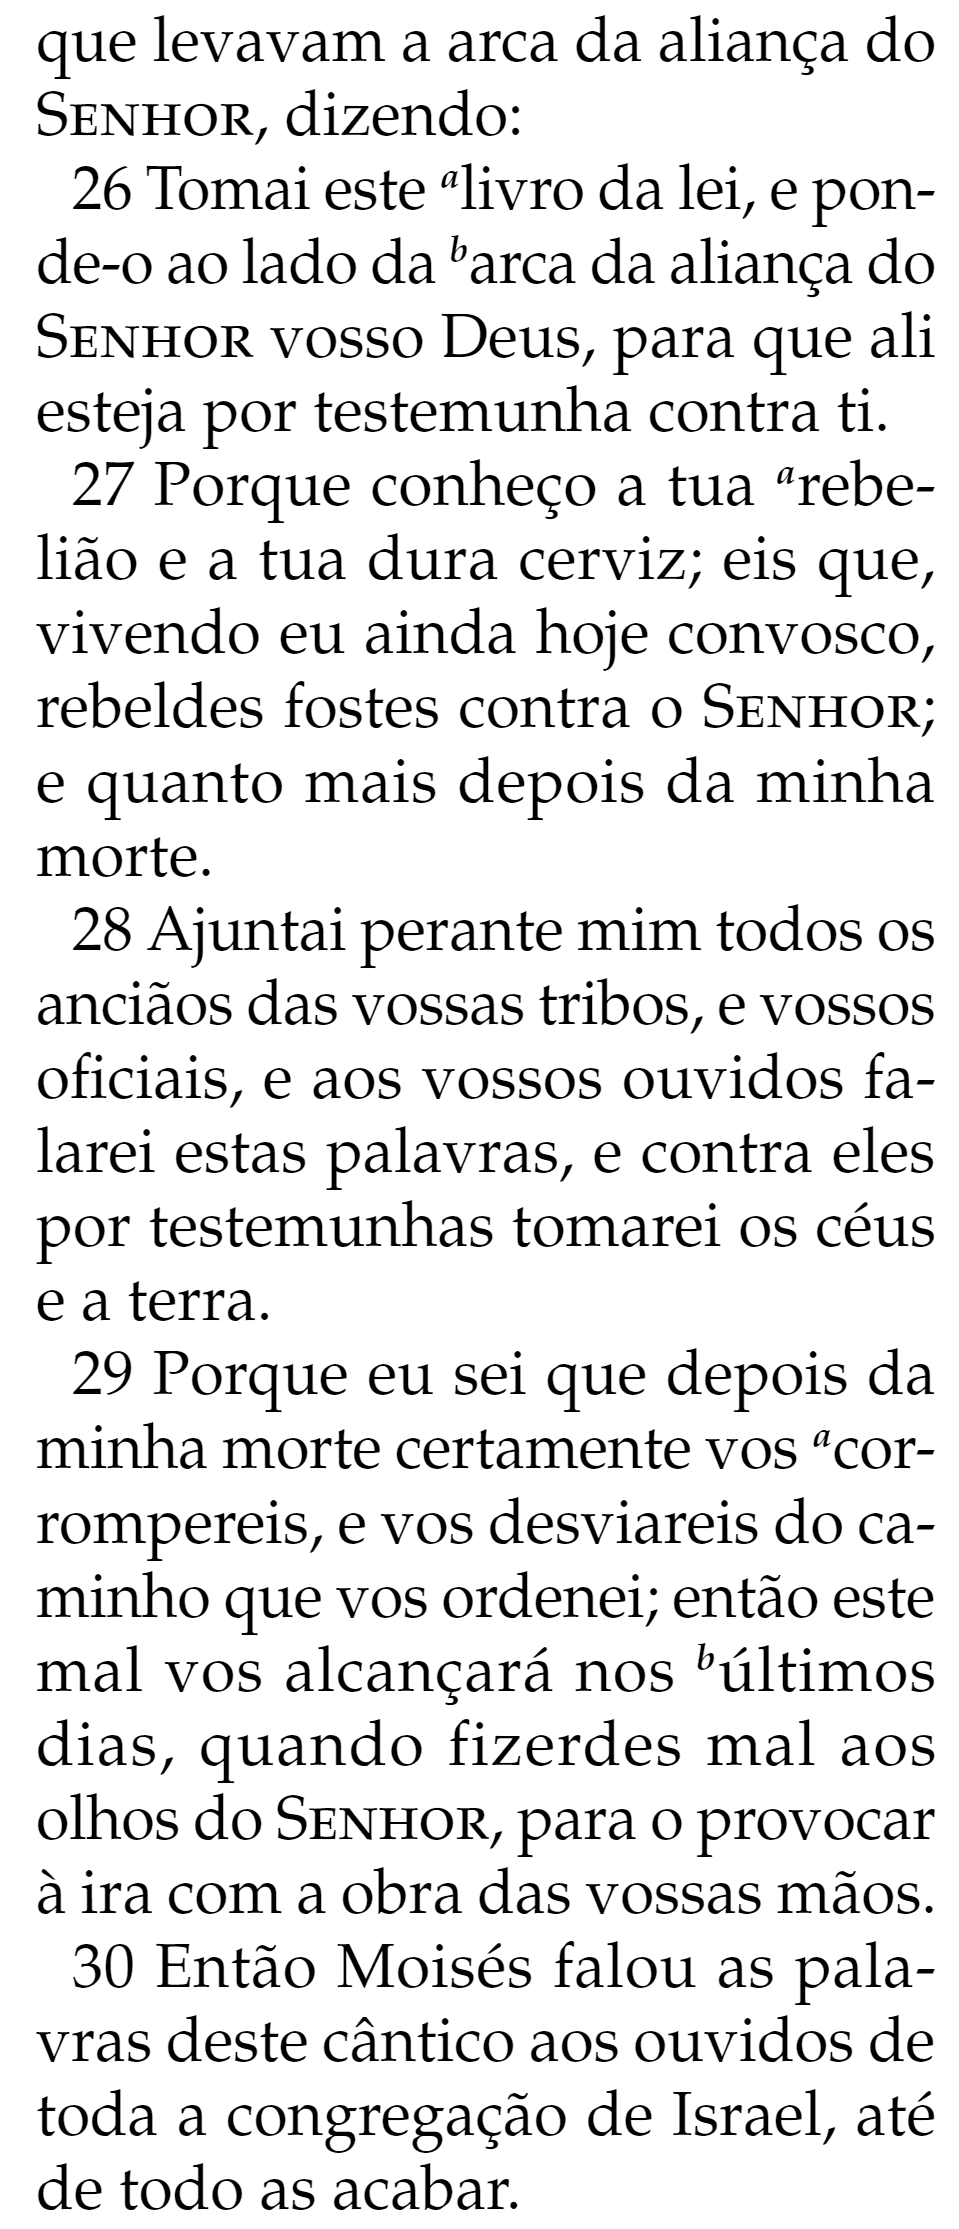 que levavam a arca da aliança do
SENHOR, dizendo:
26 Tomai este ᵃlivro da lei, e pon-
de-o ao lado da ᵇarca da aliança do
SENHOR vosso Deus, para que ali
esteja por testemunha contra ti.
27 Porque conheço a tua ᵃrebe-
lião e a tua dura cerviz; eis que,
vivendo eu ainda hoje convosco,
rebeldes fostes contra o SENHOR;
e quanto mais depois da minha
morte.
28 Ajuntai perante mim todos os
anciãos das vossas tribos, e vossos
oficiais, e aos vossos ouvidos fa-
larei estas palavras, e contra eles
por testemunhas tomarei os céus
e a terra.
29 Porque eu sei que depois da
minha morte certamente vos ᵃcor-
rompereis, e vos desviareis do ca-
minho que vos ordenei; então este
mal vos alcançará nos ᵇúltimos
dias, quando fizerdes mal aos
olhos do SENHOR, para o provocar
à ira com a obra das vossas mãos.
30 Então Moisés falou as pala-
vras deste cântico aos ouvidos de
toda a congregação de Israel, até
de todo as acabar.